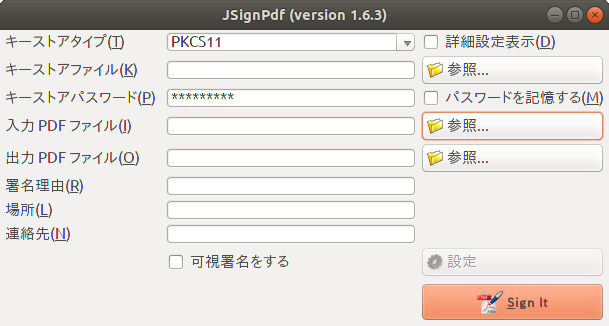 JSignPdf (version 1.6.3)
キーストアタイプ(T) PKCS11 詳細設定表示(D)
キーストアファイル(K) 参照...
キーストアパスワード(P) ********* パスワードを記憶する(M)
入力 PDF ファイル(I) 参照...
出力 PDF ファイル(O) 参照...
署名理由(R)
場所(L)
連絡先(N)
可視署名をする 設定
Sign It